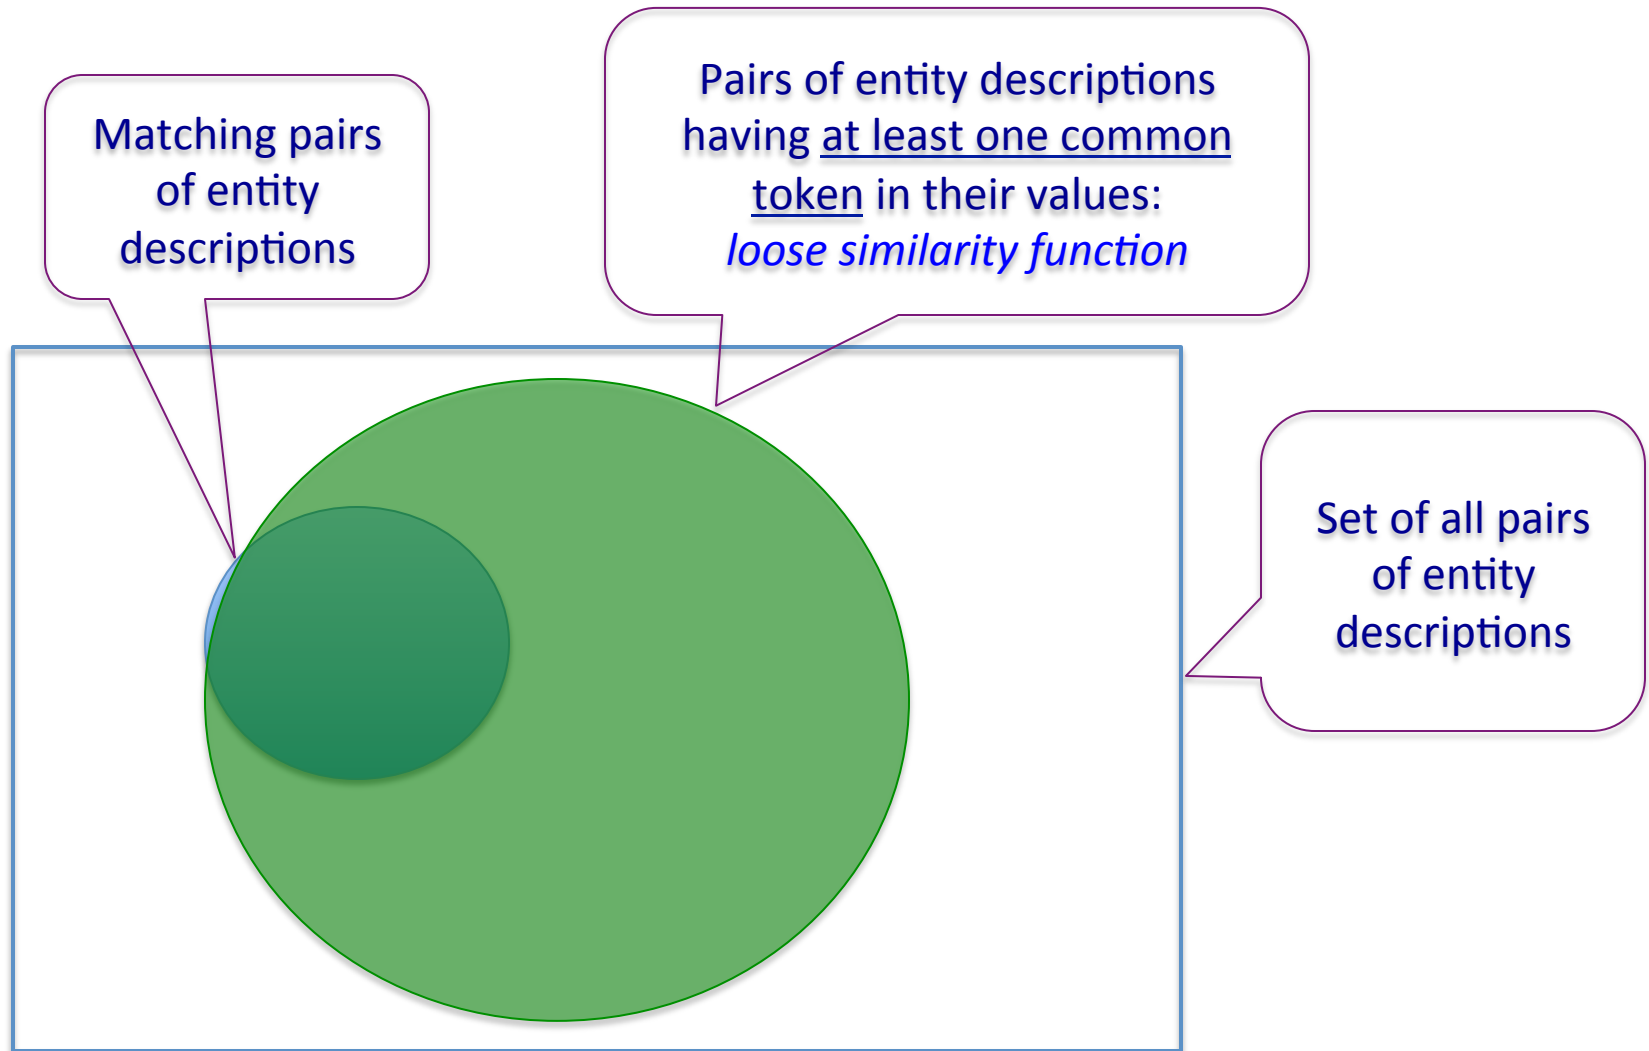 Matching pairs
of entity
descriptions
Pairs of entity descriptions
having at least one common
token in their values:
loose similarity function
Set of all pairs
of entity
descriptions